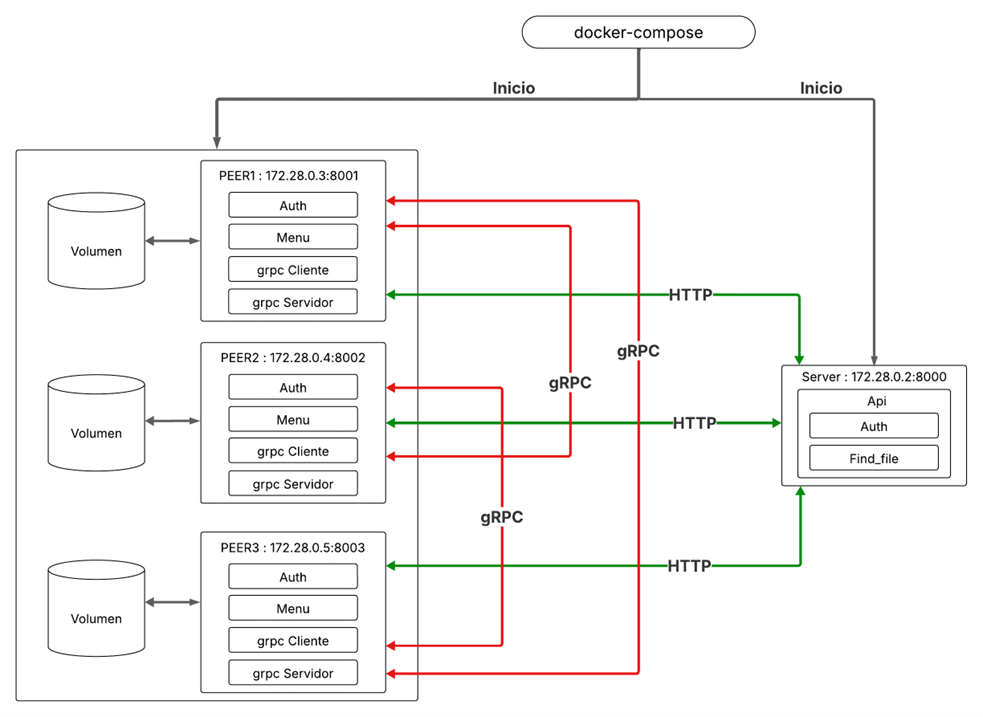 docker-compose
Inicio
Inicio
PEER1 : 172.28.0.3:8001
Auth
Menu
grpc Cliente
grpc Servidor
Volumen
HTTP
gRPC
PEER2 : 172.28.0.4:8002
Auth
Menu
grpc Cliente
grpc Servidor
Volumen
gRPC
HTTP
Server : 172.28.0.2:8000
Api
Auth
Find_file
gRPC
PEER3 : 172.28.0.5:8003
Auth
Menu
grpc Cliente
grpc Servidor
Volumen
HTTP